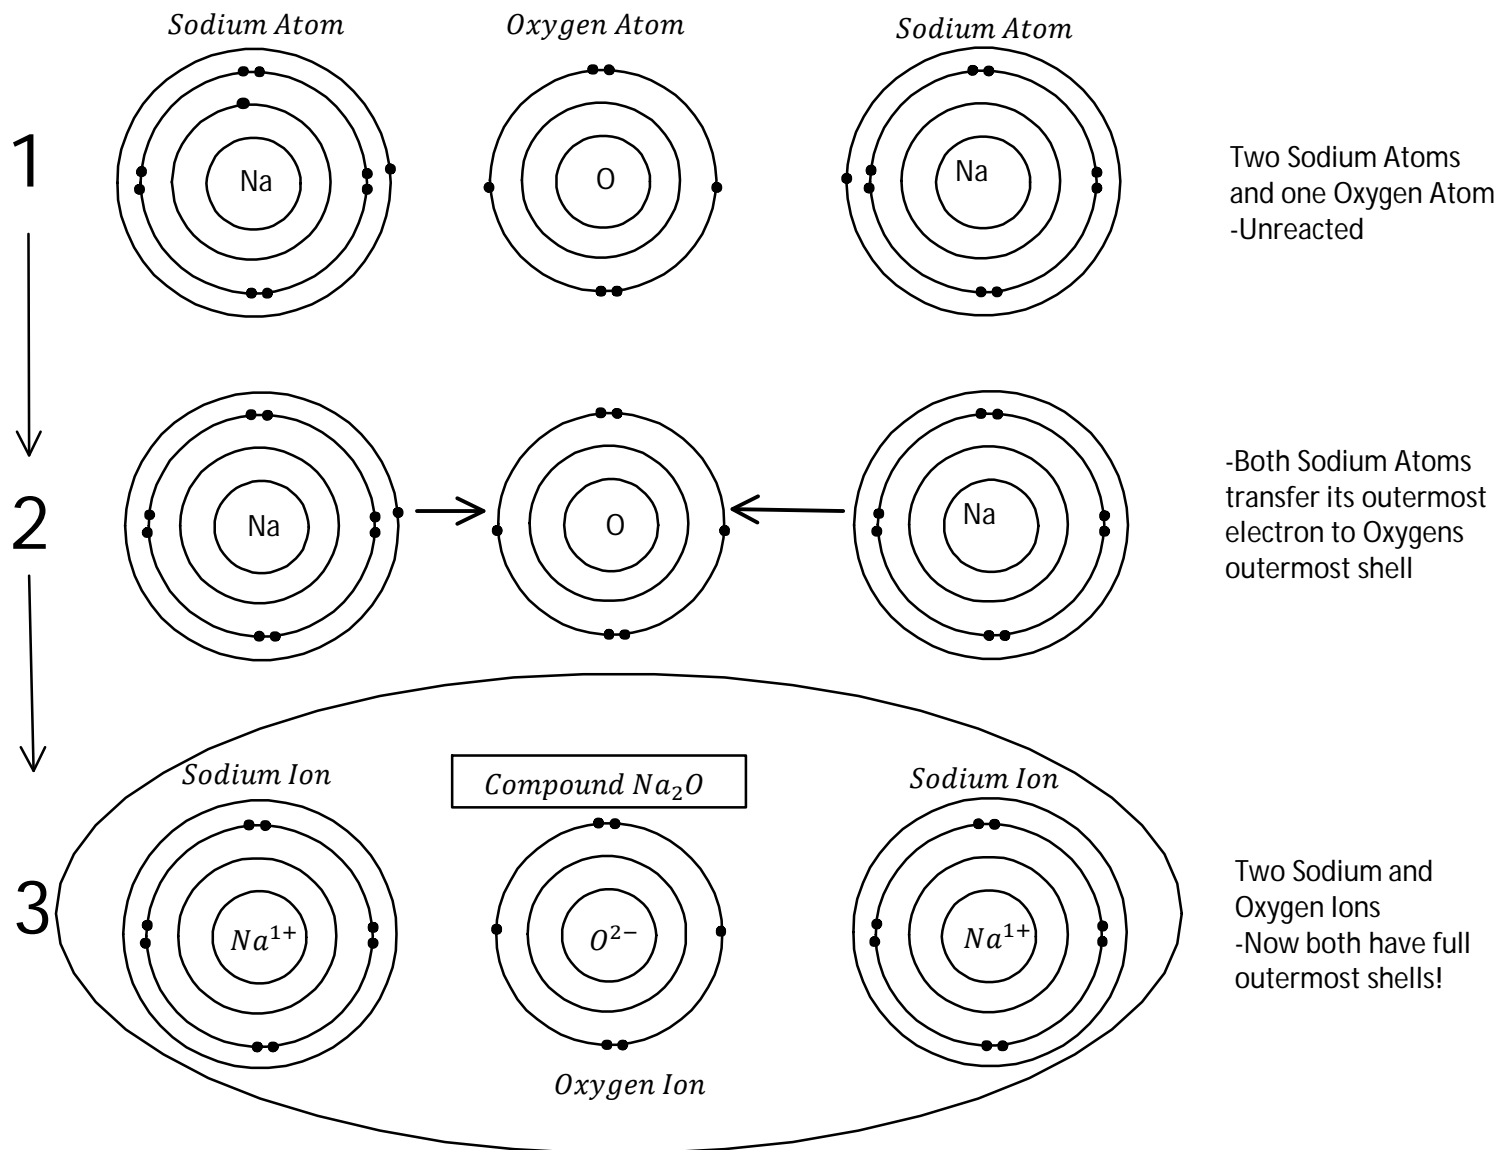 Sodium Atom
Oxygen Atom
Sodium Atom
1
Na
O
Na
Two Sodium Atoms
and one Oxygen Atom
-Unreacted
2
Na
O
Na
-Both Sodium Atoms
transfer its outermost
electron to Oxygens
outermost shell
3
Sodium Ion
Compound Na₂O
Sodium Ion
Na¹⁺
O²⁻
Na¹⁺
Oxygen Ion
Two Sodium and
Oxygen Ions
-Now both have full
outermost shells!